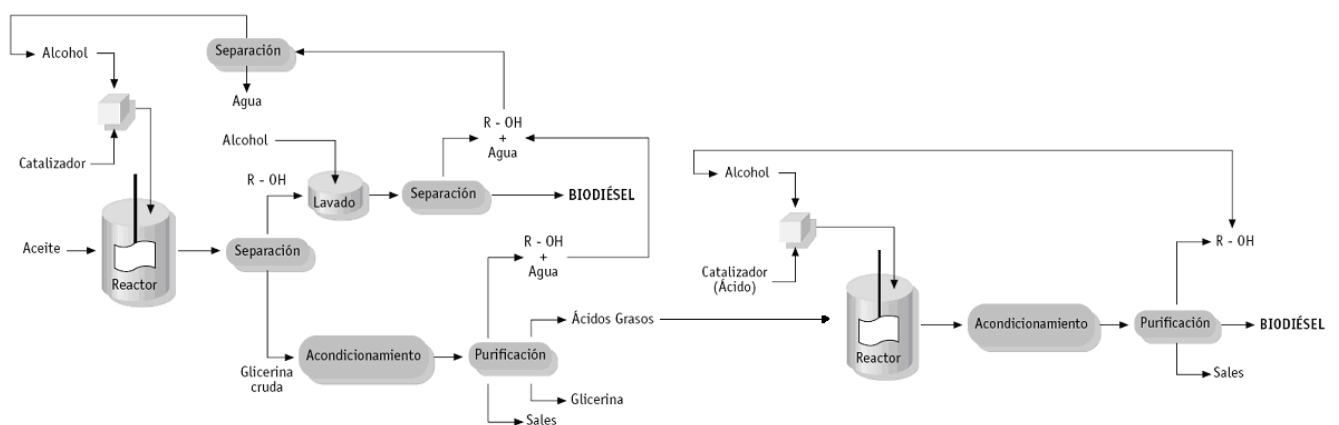 Alcohol
Separación
Agua
Catalizador
Alcohol
R - OH
+
Agua
R - OH
Lavado
Separación
BIODIÉSEL
Aceite
Reactor
Separación
R - OH
+
Agua
Glicerina
cruda
Acondicionamiento
Purificación
Ácidos Grasos
Glicerina
Sales
Alcohol
Catalizador
(Ácido)
Reactor
Acondicionamiento
R - OH
Purificación
BIODIÉSEL
Sales